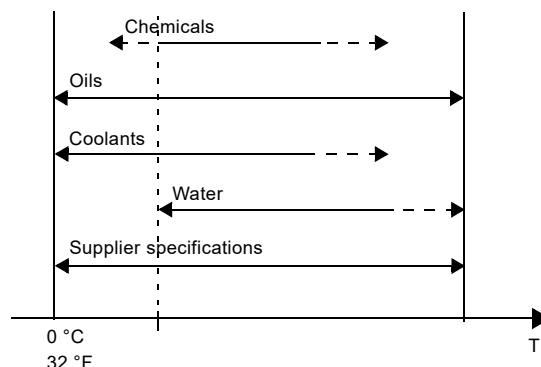 Chemicals
Oils
Coolants
Water
Supplier specifications
0 °C
T
32 °F